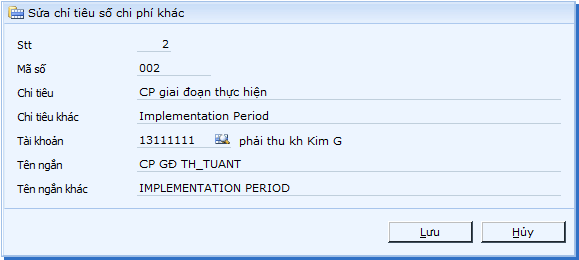 Sửa chỉ tiêu sổ chi phí khác
Stt 2
Mã số 002
Chỉ tiêu CP giai đoạn thực hiện
Chỉ tiêu khác Implementation Period
Tài khoản 13111111 phải thu kh Kim G
Tên ngắn CP GĐ TH_TUANT
Tên ngắn khác IMPLEMENTATION PERIOD
Lưu Hủy